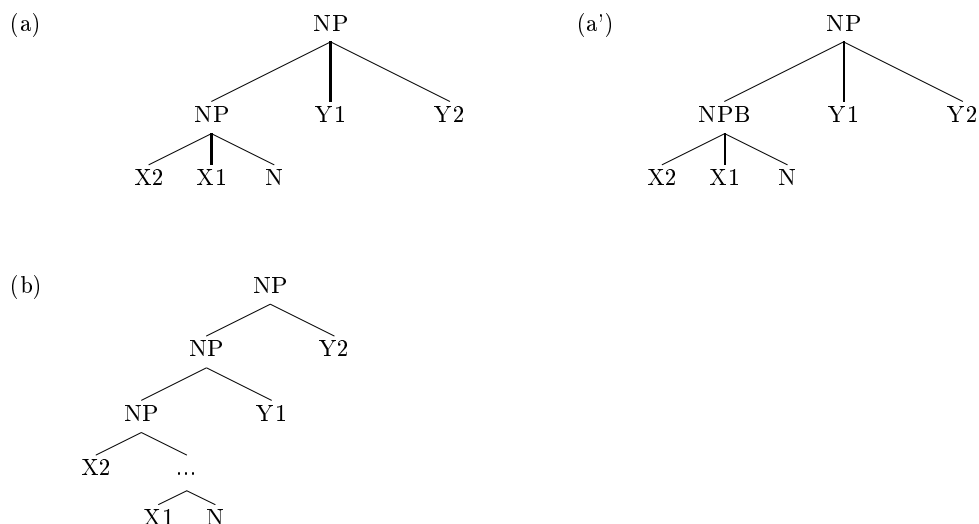 (a) NP (a') NP
NP Y1 Y2 NPB Y1 Y2
X2 X1 N X2 X1 N
(b) NP
NP Y2
NP Y1
X2 ...
X1 N